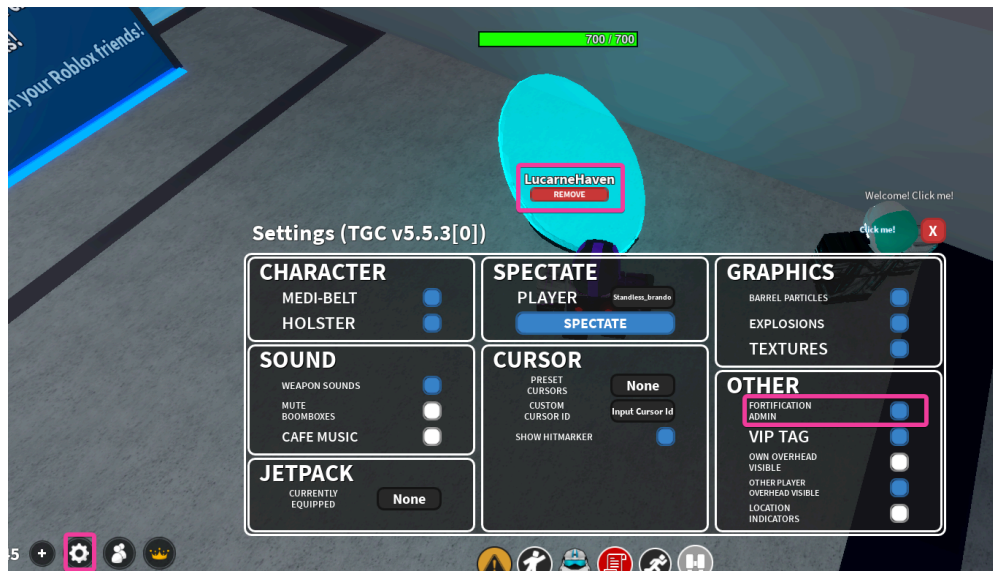 s!
n your Roblox friends!
700 / 700
LucarneHaven
REMOVE
Welcome! Click me!
Click me!
X
Settings (TGC v5.5.3[0])
CHARACTER
MEDI-BELT
HOLSTER
SOUND
WEAPON SOUNDS
MUTE
BOOMBOXES
CAFE MUSIC
JETPACK
CURRENTLY
EQUIPPED
None
SPECTATE
PLAYER
Standless_brando
SPECTATE
CURSOR
PRESET
CURSORS
None
CUSTOM
CURSOR ID
Input Cursor Id
SHOW HITMARKER
GRAPHICS
BARREL PARTICLES
EXPLOSIONS
TEXTURES
OTHER
FORTIFICATION
ADMIN
VIP TAG
OWN OVERHEAD
VISIBLE
OTHER PLAYER
OVERHEAD VISIBLE
LOCATION
INDICATORS
45 +